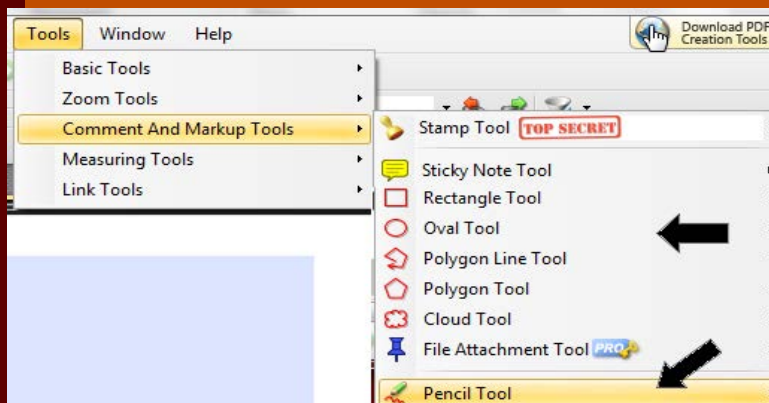 Tools Window Help
Download PDF
Creation Tools
Basic Tools
Zoom Tools
Comment And Markup Tools
Measuring Tools
Link Tools
Stamp Tool TOP SECRET
Sticky Note Tool
Rectangle Tool
Oval Tool
Polygon Line Tool
Polygon Tool
Cloud Tool
File Attachment Tool PRO
Pencil Tool